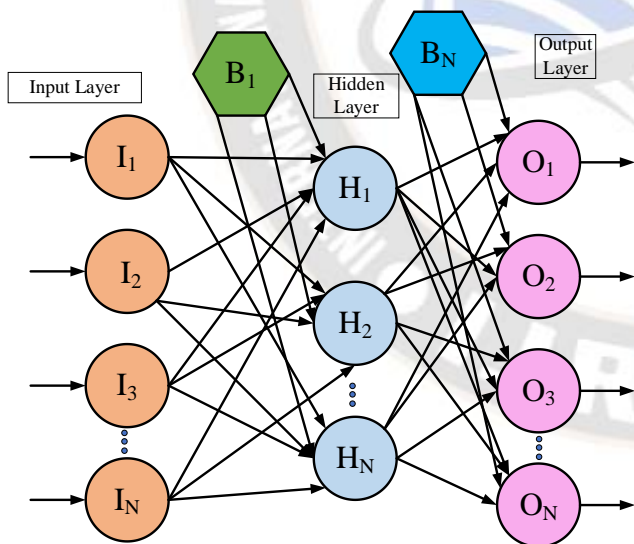 Input Layer
B1
Hidden
Layer
BN
Output
Layer
I1
I2
I3
IN
H1
H2
HN
O1
O2
O3
ON